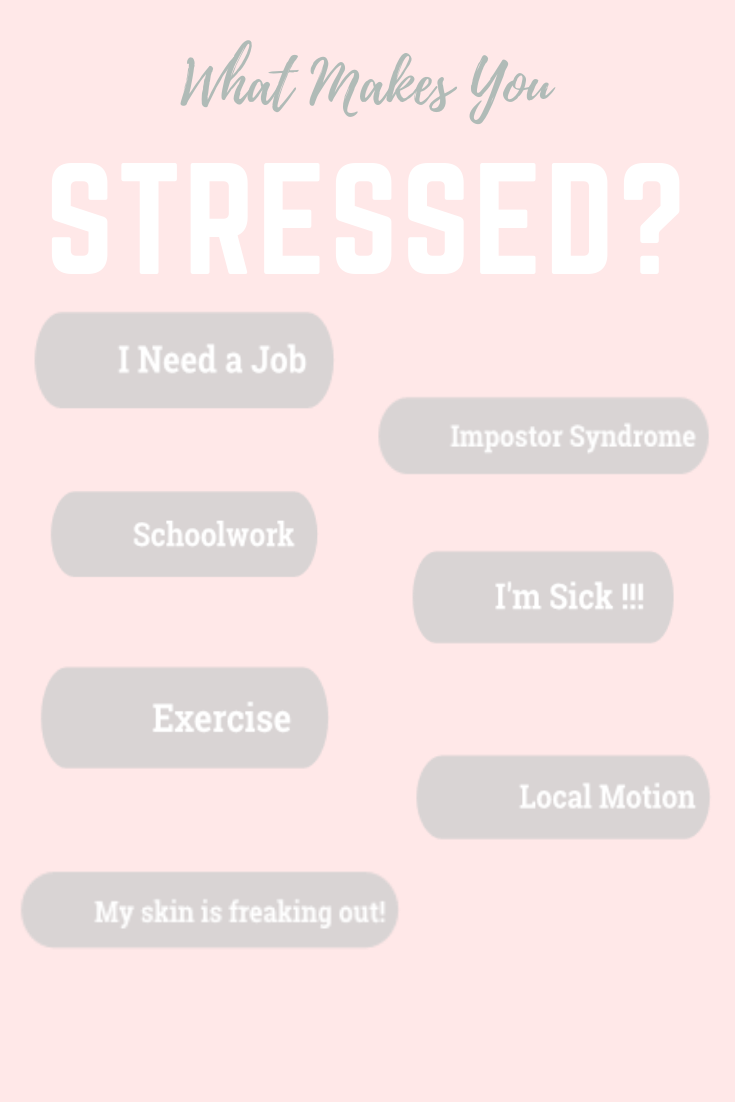 What Makes You
STRESSED?
I Need a Job
Impostor Syndrome
Schoolwork
I'm Sick !!!
Exercise
Local Motion
My skin is freaking out!